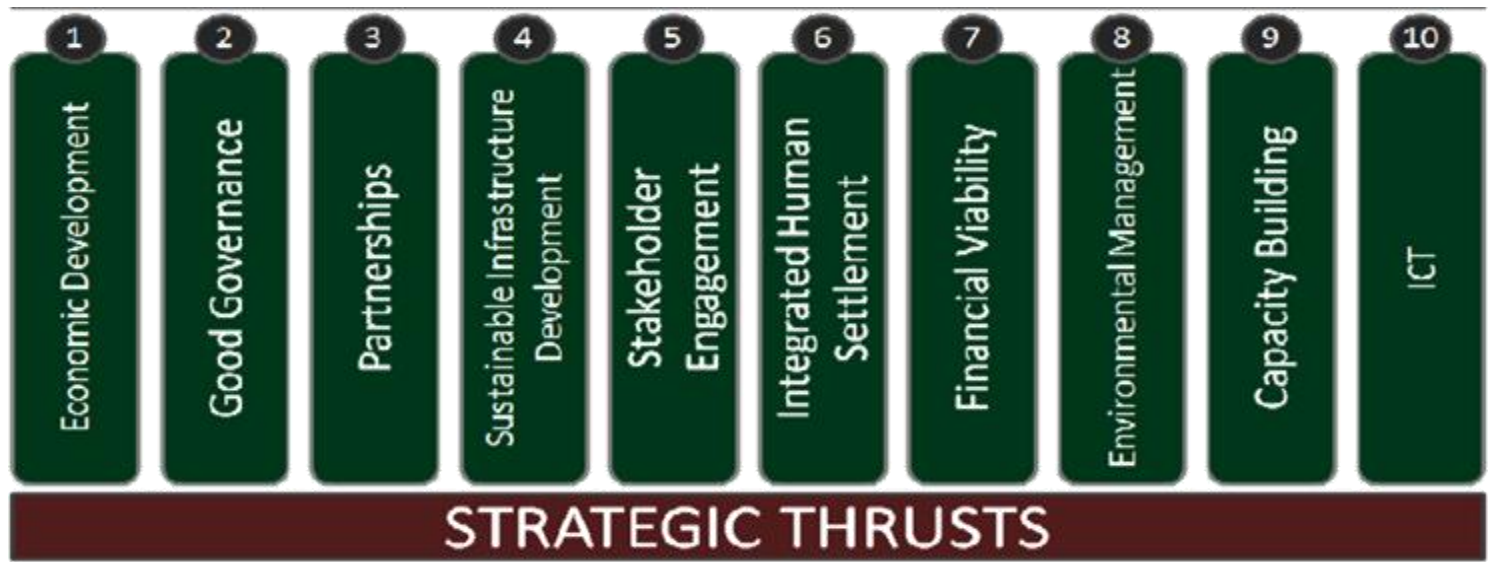 1
Economic Development
2
Good Governance
3
Partnerships
4
Sustainable Infrastructure
Development
5
Stakeholder
Engagement
6
Integrated Human
Settlement
7
Financial Viability
8
Environmental Management
9
Capacity Building
10
ICT
STRATEGIC THRUSTS